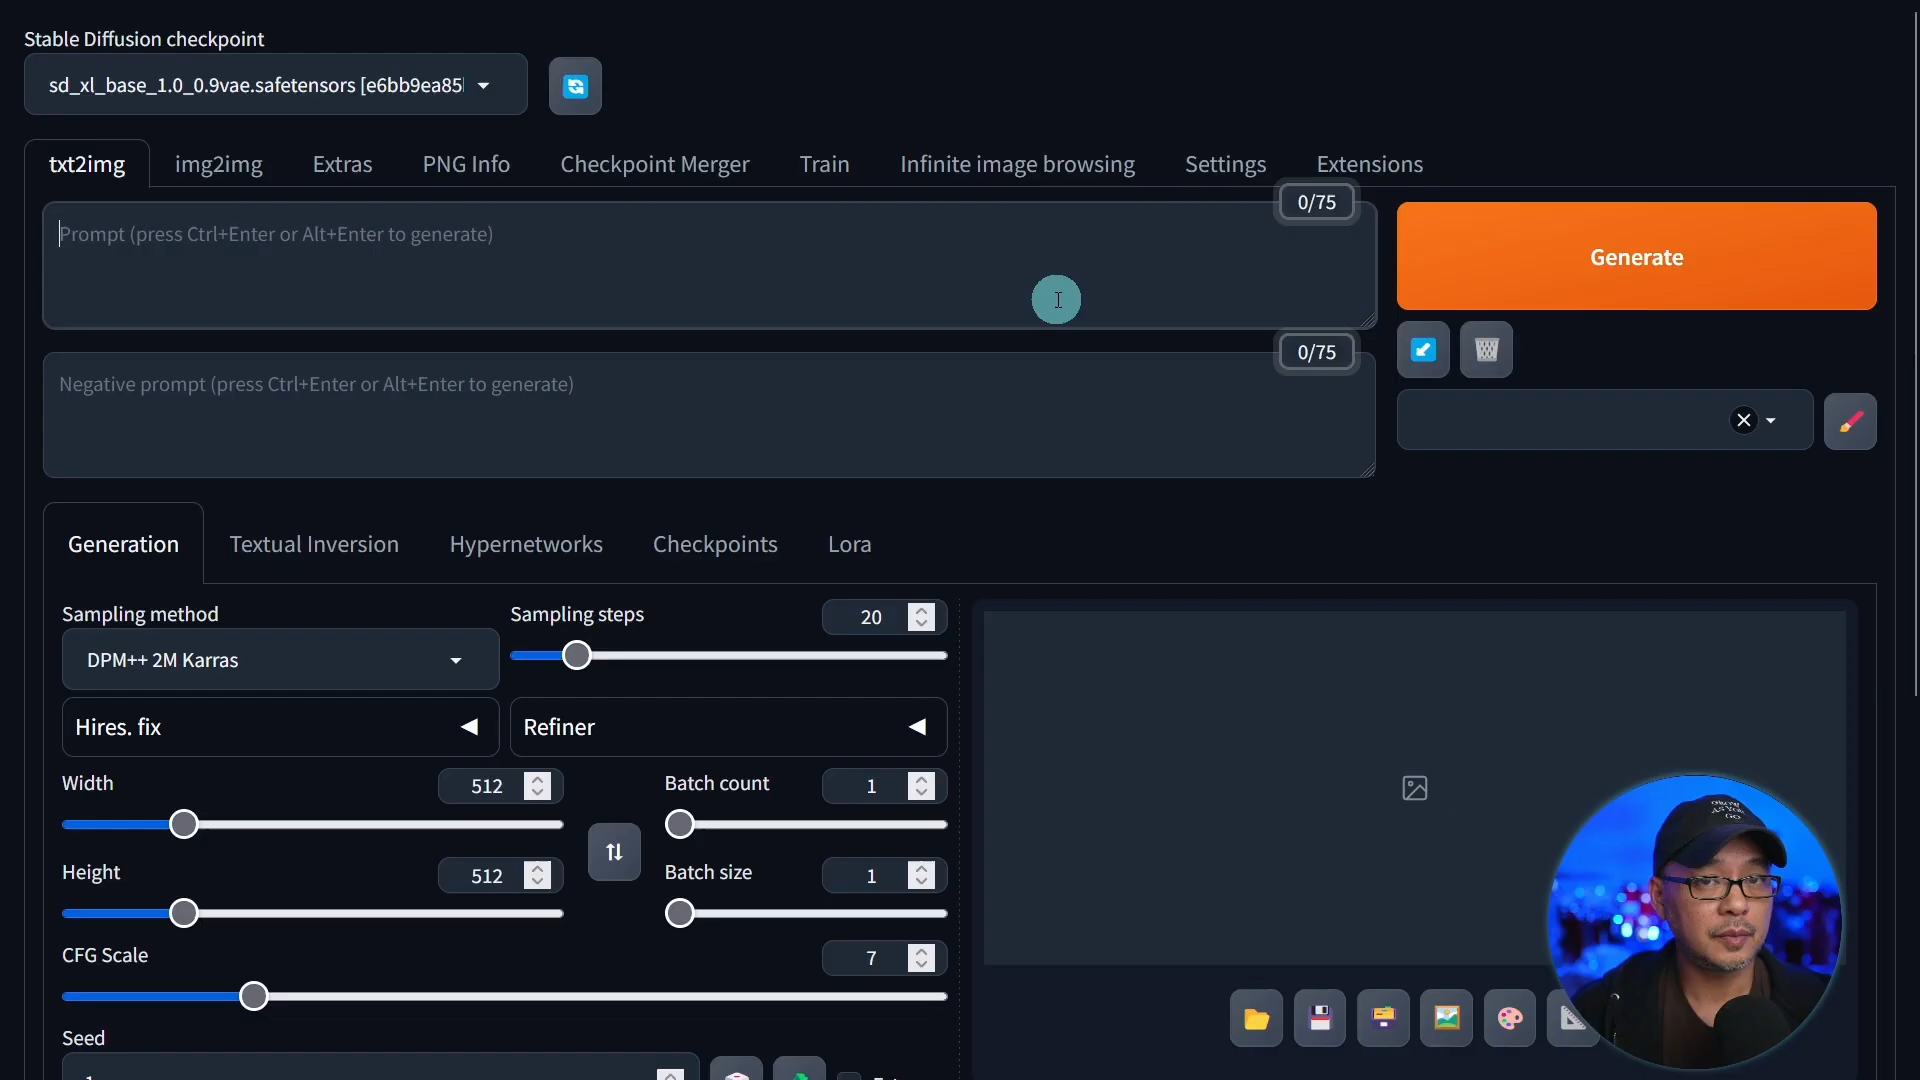 Stable Diffusion checkpoint
sd_xl_base_1.0_0.9vae.safetensors [e6bb9ea85
txt2img img2img Extras PNG Info Checkpoint Merger Train Infinite image browsing Settings Extensions
0/75
Prompt (press Ctrl+Enter or Alt+Enter to generate)
Generate
0/75
Negative prompt (press Ctrl+Enter or Alt+Enter to generate)
Generation Textual Inversion Hypernetworks Checkpoints Lora
Sampling method
Sampling steps 20
DPM++ 2M Karras
Hires. fix
Refiner
Width 512
Batch count 1
Height 512
Batch size 1
CFG Scale 7
GROW
AS YOU
GO
Seed